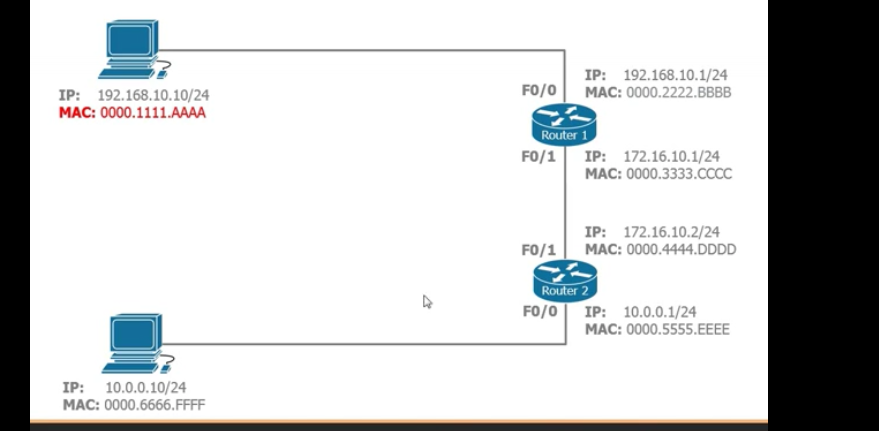 IP: 192.168.10.10/24
MAC: 0000.1111.AAAA
F0/0
IP: 192.168.10.1/24
MAC: 0000.2222.BBBB
Router 1
F0/1
IP: 172.16.10.1/24
MAC: 0000.3333.CCCC
IP: 172.16.10.2/24
F0/1
MAC: 0000.4444.DDDD
Router 2
F0/0
IP: 10.0.0.1/24
MAC: 0000.5555.EEEE
IP: 10.0.0.10/24
MAC: 0000.6666.FFFF